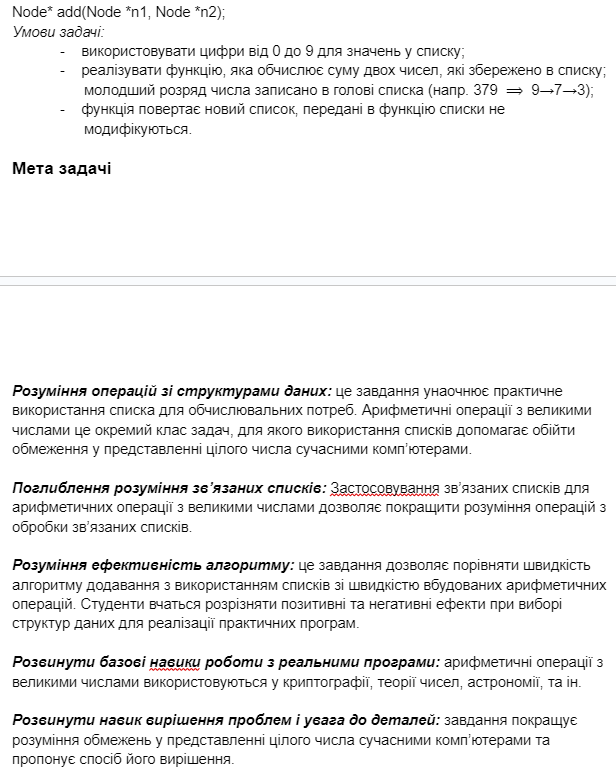 Node* add(Node *n1, Node *n2);
Умови задачі:
- використовувати цифри від 0 до 9 для значень у списку;
- реалізувати функцію, яка обчислює суму двох чисел, які збережено в списку;
молодший розряд числа записано в голові списка (напр. 379 ⟹ 9→7→3);
- функція повертає новий список, передані в функцію списки не
модифікуються.
Мета задачі
Розуміння операцій зі структурами даних: це завдання унаочнює практичне
використання списка для обчислювальних потреб. Арифметичні операції з великими
числами це окремий клас задач, для якого використання списків допомагає обійти
обмеження у представленні цілого числа сучасними комп’ютерами.
Поглиблення розуміння зв’язаних списків: Застосовування зв’язаних списків для
арифметичних операції з великими числами дозволяє покращити розуміння операцій з
обробки зв’язаних списків.
Розуміння ефективність алгоритму: це завдання дозволяє порівняти швидкість
алгоритму додавання з використанням списків зі швидкістю вбудованих арифметичних
операцій. Студенти вчаться розрізняти позитивні та негативні ефекти при виборі
структур даних для реалізації практичних програм.
Розвинути базові навики роботи з реальними програми: арифметичні операції з
великими числами використовуються у криптографії, теорії чисел, астрономії, та ін.
Розвинути навик вирішення проблем і увага до деталей: завдання покращує
розуміння обмежень у представленні цілого числа сучасними комп’ютерами та
пропонує спосіб його вирішення.